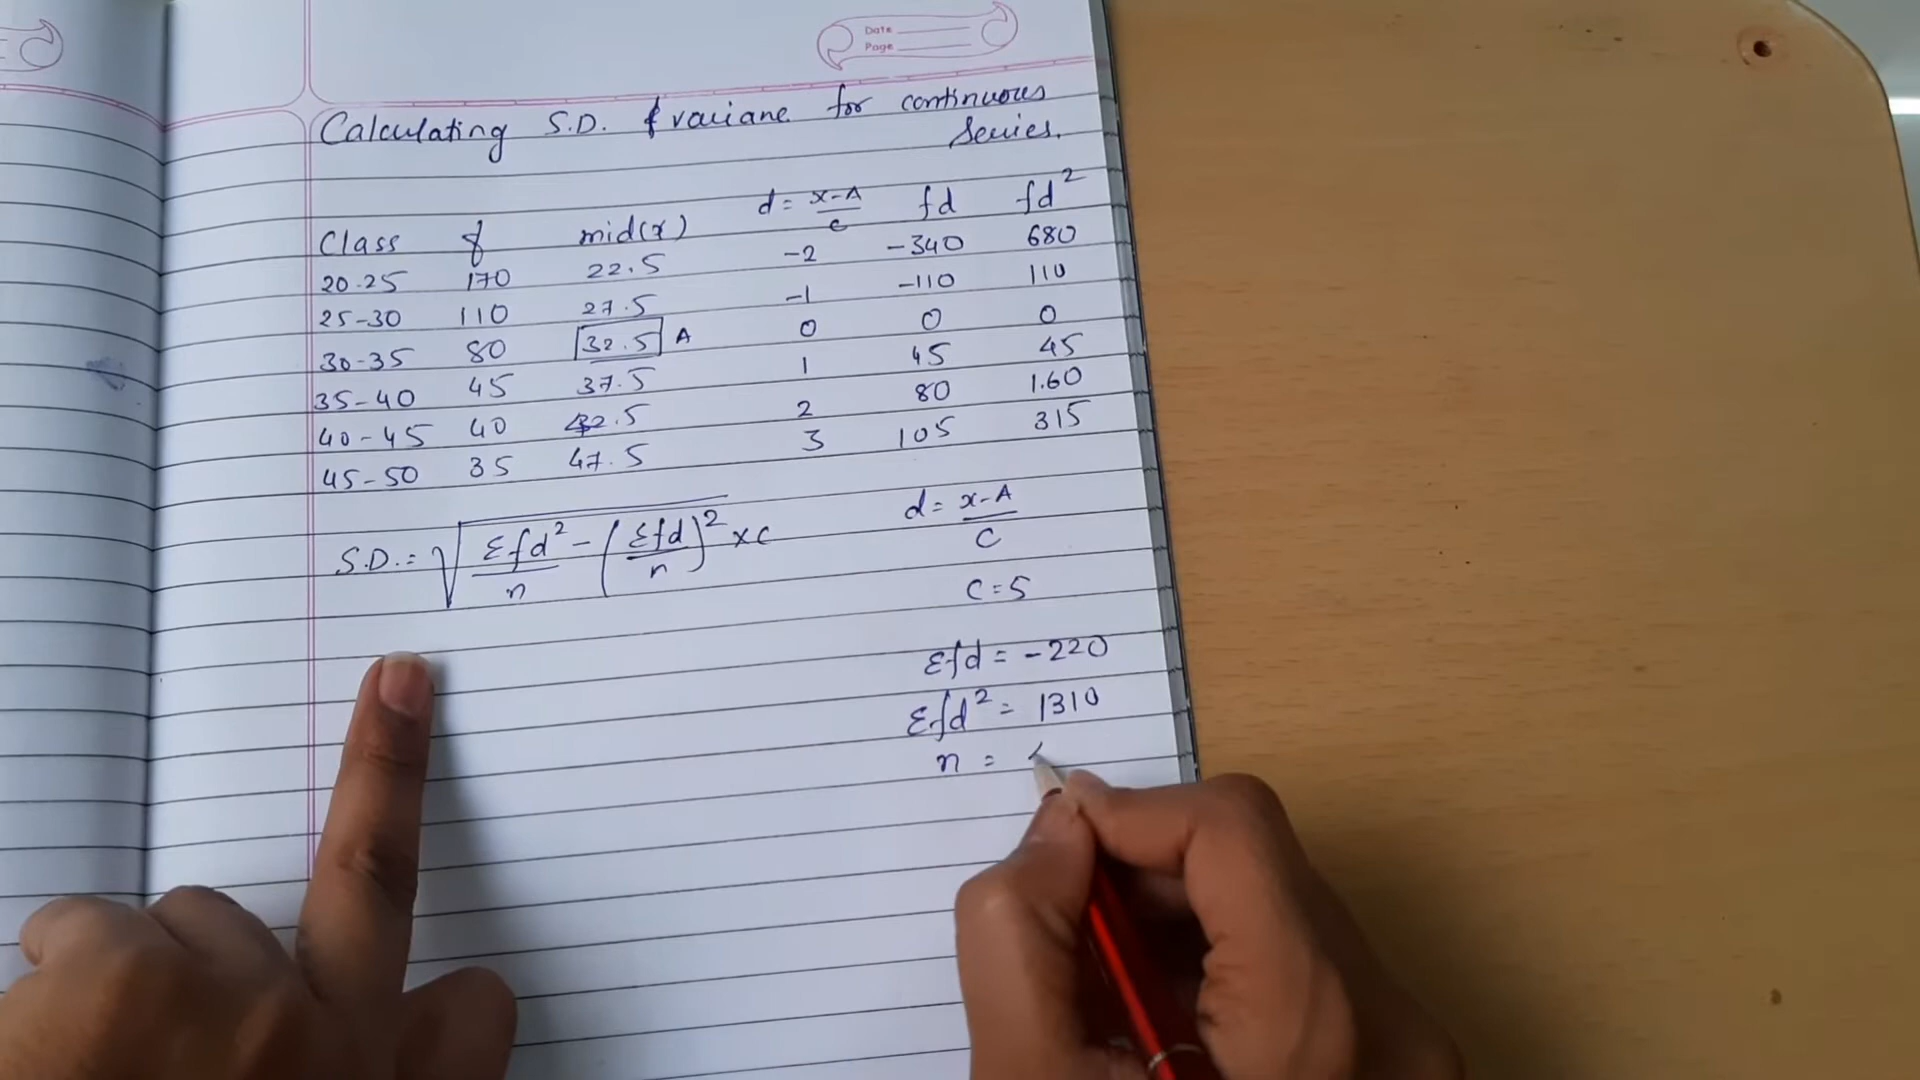 Date
Page
Calculating S.D. & variane for continuous
Series.
Class f mid(x) d = x-A/c fd fd²
20-25 170 22.5 -2 -340 680
25-30 110 27.5 -1 -110 110
30-35 80 32.5 A 0 0 0
35-40 45 37.5 1 45 45
40-45 40 42.5 2 80 1.60
45-50 35 47.5 3 105 315
S.D. = √Σfd²/n - (Σfd/n)² x c
d = x-A/C
C = 5
Σfd = -220
Σfd² = 1310
n =